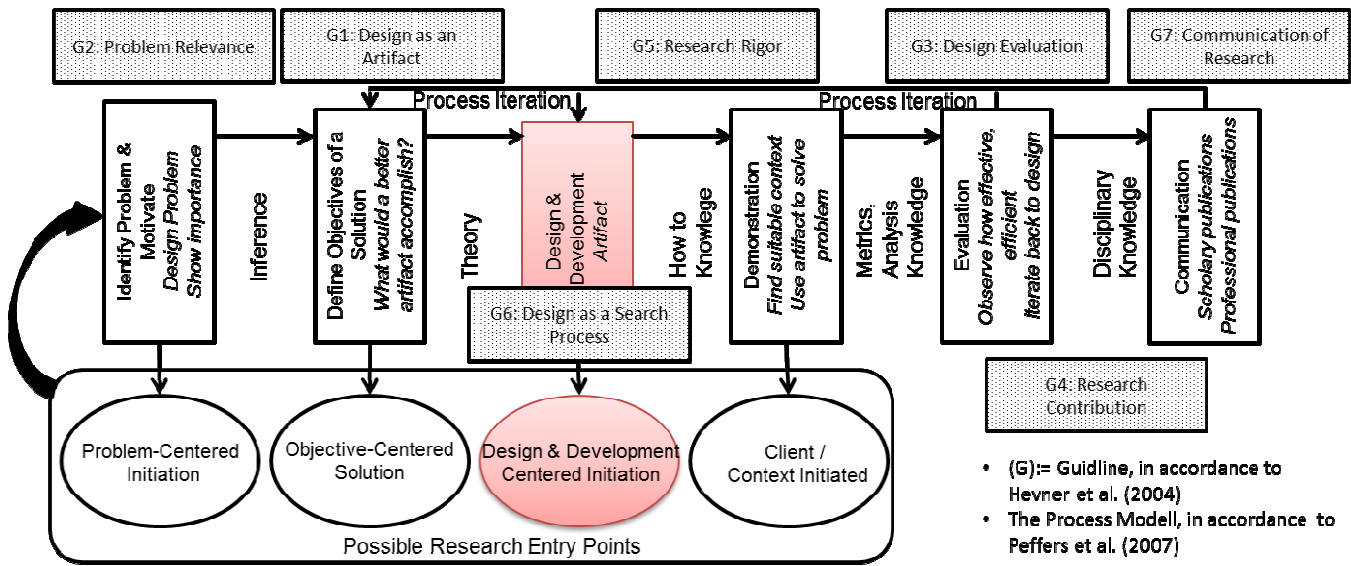 G2: Problem Relevance
G1: Design as an
Artifact
G5: Research Rigor
G3: Design Evaluation
G7: Communication of
Research
Process Iteration
Process Iteration
Identify Problem &
Motivate
Design Problem
Show importance
Inference
Define Objectives of a
Solution
What would a better
artifact accomplish?
Theory
Design &
Development
Artifact
How to
Knowlege
Demonstration
Find suitable context
Use artifact to solve
problem
Metrics,
Analysis
Knowledge
Evaluation
Observe how effective,
efficient
Iterate back to design
Disciplinary
Knowledge
Communication
Scholary publications
Professional publications
G6: Design as a Search
Process
G4: Research
Contribution
Problem-Centered
Initiation
Objective-Centered
Solution
Design & Development
Centered Initiation
Client /
Context Initiated
Possible Research Entry Points
• (G):= Guidline, in accordance to
Hevner et al. (2004)
• The Process Modell, in accordance to
Peffers et al. (2007)